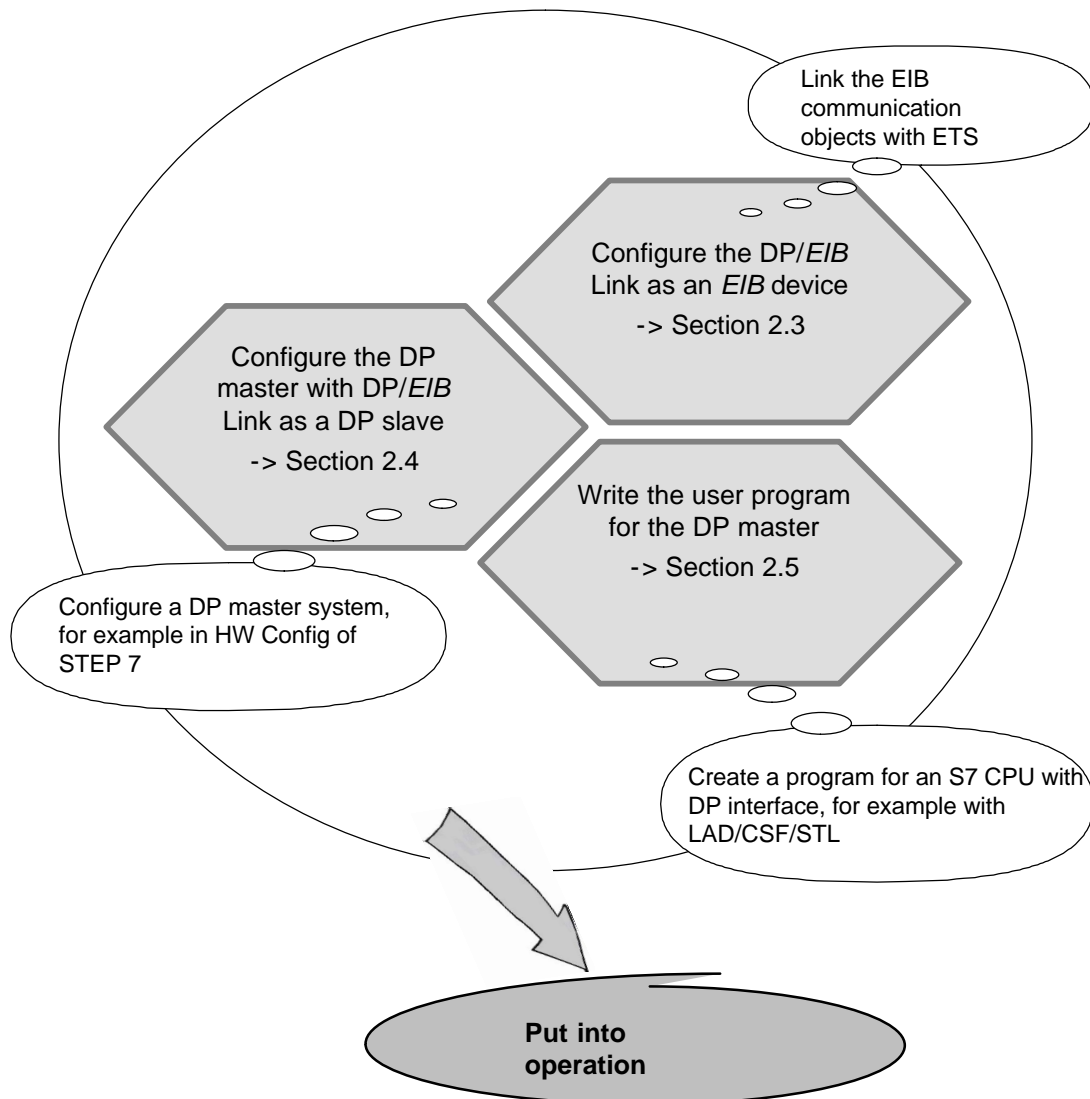 Link the EIB
communication
objects with ETS
Configure the DP/EIB
Link as an EIB device
-> Section 2.3
Configure the DP
master with DP/EIB
Link as a DP slave
-> Section 2.4
Write the user program
for the DP master
-> Section 2.5
Configure a DP master system,
for example in HW Config of
STEP 7
Create a program for an S7 CPU with
DP interface, for example with
LAD/CSF/STL
Put into
operation